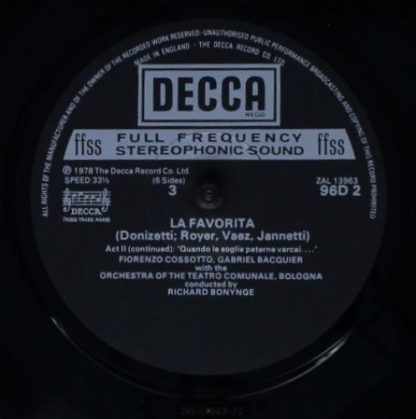 ALL RIGHTS OF THE MANUFACTURER AND OF THE OWNER OF THE RECORDED WORK RESERVED · UNAUTHORISED PUBLIC PERFORMANCE BROADCASTING AND COPYING OF THIS RECORD PROHIBITED
MADE IN ENGLAND · THE DECCA RECORD CO LTD
DECCA
REGD
ffss FULL FREQUENCY ffss
STEREOPHONIC SOUND
Ⓟ 1978 The Decca Record Co. Ltd.
SPEED 33⅓ (6 Sides) ZAL 13963
3 96D 2
DECCA
TRADE MARK
LA FAVORITA
(Donizetti; Royer, Vaez, Jannetti)
Act II (continued): 'Quando le soglie paterne varcai....'
FIORENZO COSSOTTO, GABRIEL BACQUIER
with the
ORCHESTRA OF THE TEATRO COMUNALE, BOLOGNA
conducted by
RICHARD BONYNGE